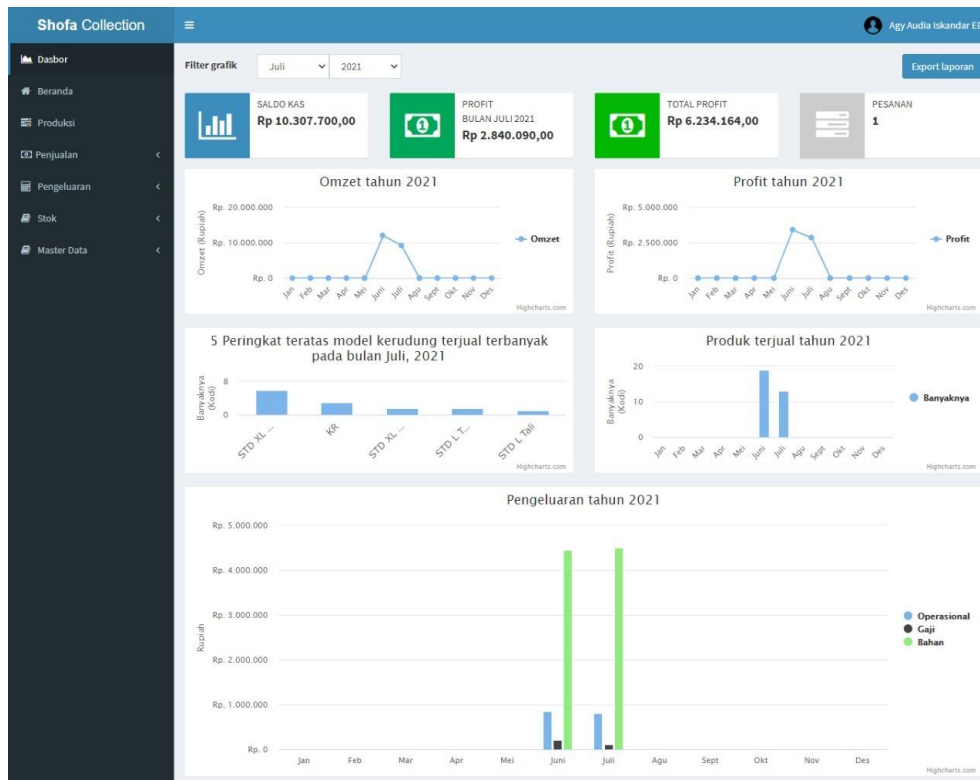 Shofa Collection
Agy Audia Iskandar
Dasbor
Beranda
Produksi
Penjualan
Pengeluaran
Stok
Master Data
Filter grafik
Juli
2021
Export laporan
SALDO KAS
Rp 10.307.700,00
PROFIT
BULAN JULI 2021
Rp 2.840.090,00
TOTAL PROFIT
Rp 6.234.164,00
PESANAN
1
Omzet tahun 2021
Omzet (Rupiah)
Rp. 20.000.000
Rp. 10.000.000
Rp. 0
Jan Feb Mar Apr Mei Juni Juli Agu Sept Okt Nov Des
Omzet
Highcharts.com
Profit tahun 2021
Profit (Rupiah)
Rp. 5.000.000
Rp. 2.500.000
Rp. 0
Jan Feb Mar Apr Mei Juni Juli Agu Sept Okt Nov Des
Profit
Highcharts.com
5 Peringkat teratas model kerudung terjual terbanyak
pada bulan Juli, 2021
Banyaknya
(Kodi)
8
0
STD XL ...
KR
STD XL ...
STD L T...
STD L Tali
Highcharts.com
Produk terjual tahun 2021
Banyaknya
(Kodi)
20
10
0
Jan Feb Mar Apr Mei Juni Juli Agu Sept Okt Nov Des
Banyaknya
Highcharts.com
Pengeluaran tahun 2021
Rupiah
Rp. 5.000.000
Rp. 4.000.000
Rp. 3.000.000
Rp. 2.000.000
Rp. 1.000.000
Rp. 0
Jan Feb Mar Apr Mei Juni Juli Agu Sept Okt Nov Des
Operasional
Gaji
Bahan
Highcharts.com